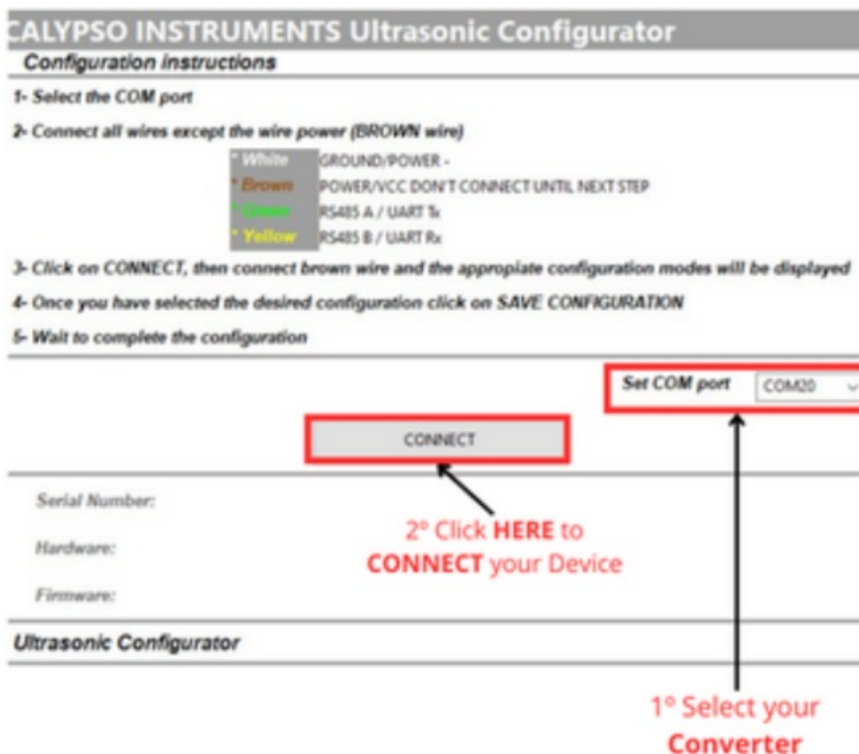 CALYPSO INSTRUMENTS Ultrasonic Configurator
Configuration instructions
1- Select the COM port
2- Connect all wires except the wire power (BROWN wire)
* White GROUND/POWER -
* Brown POWER/VCC DON'T CONNECT UNTIL NEXT STEP
* Green RS485 A / UART Tx
* Yellow RS485 B / UART Rx
3- Click on CONNECT, then connect brown wire and the appropiate configuration modes will be displayed
4- Once you have selected the desired configuration click on SAVE CONFIGURATION
5- Wait to complete the configuration
Set COM port COM20
CONNECT
Serial Number:
2º Click HERE to
CONNECT your Device
Hardware:
Firmware:
Ultrasonic Configurator
1º Select your
Converter